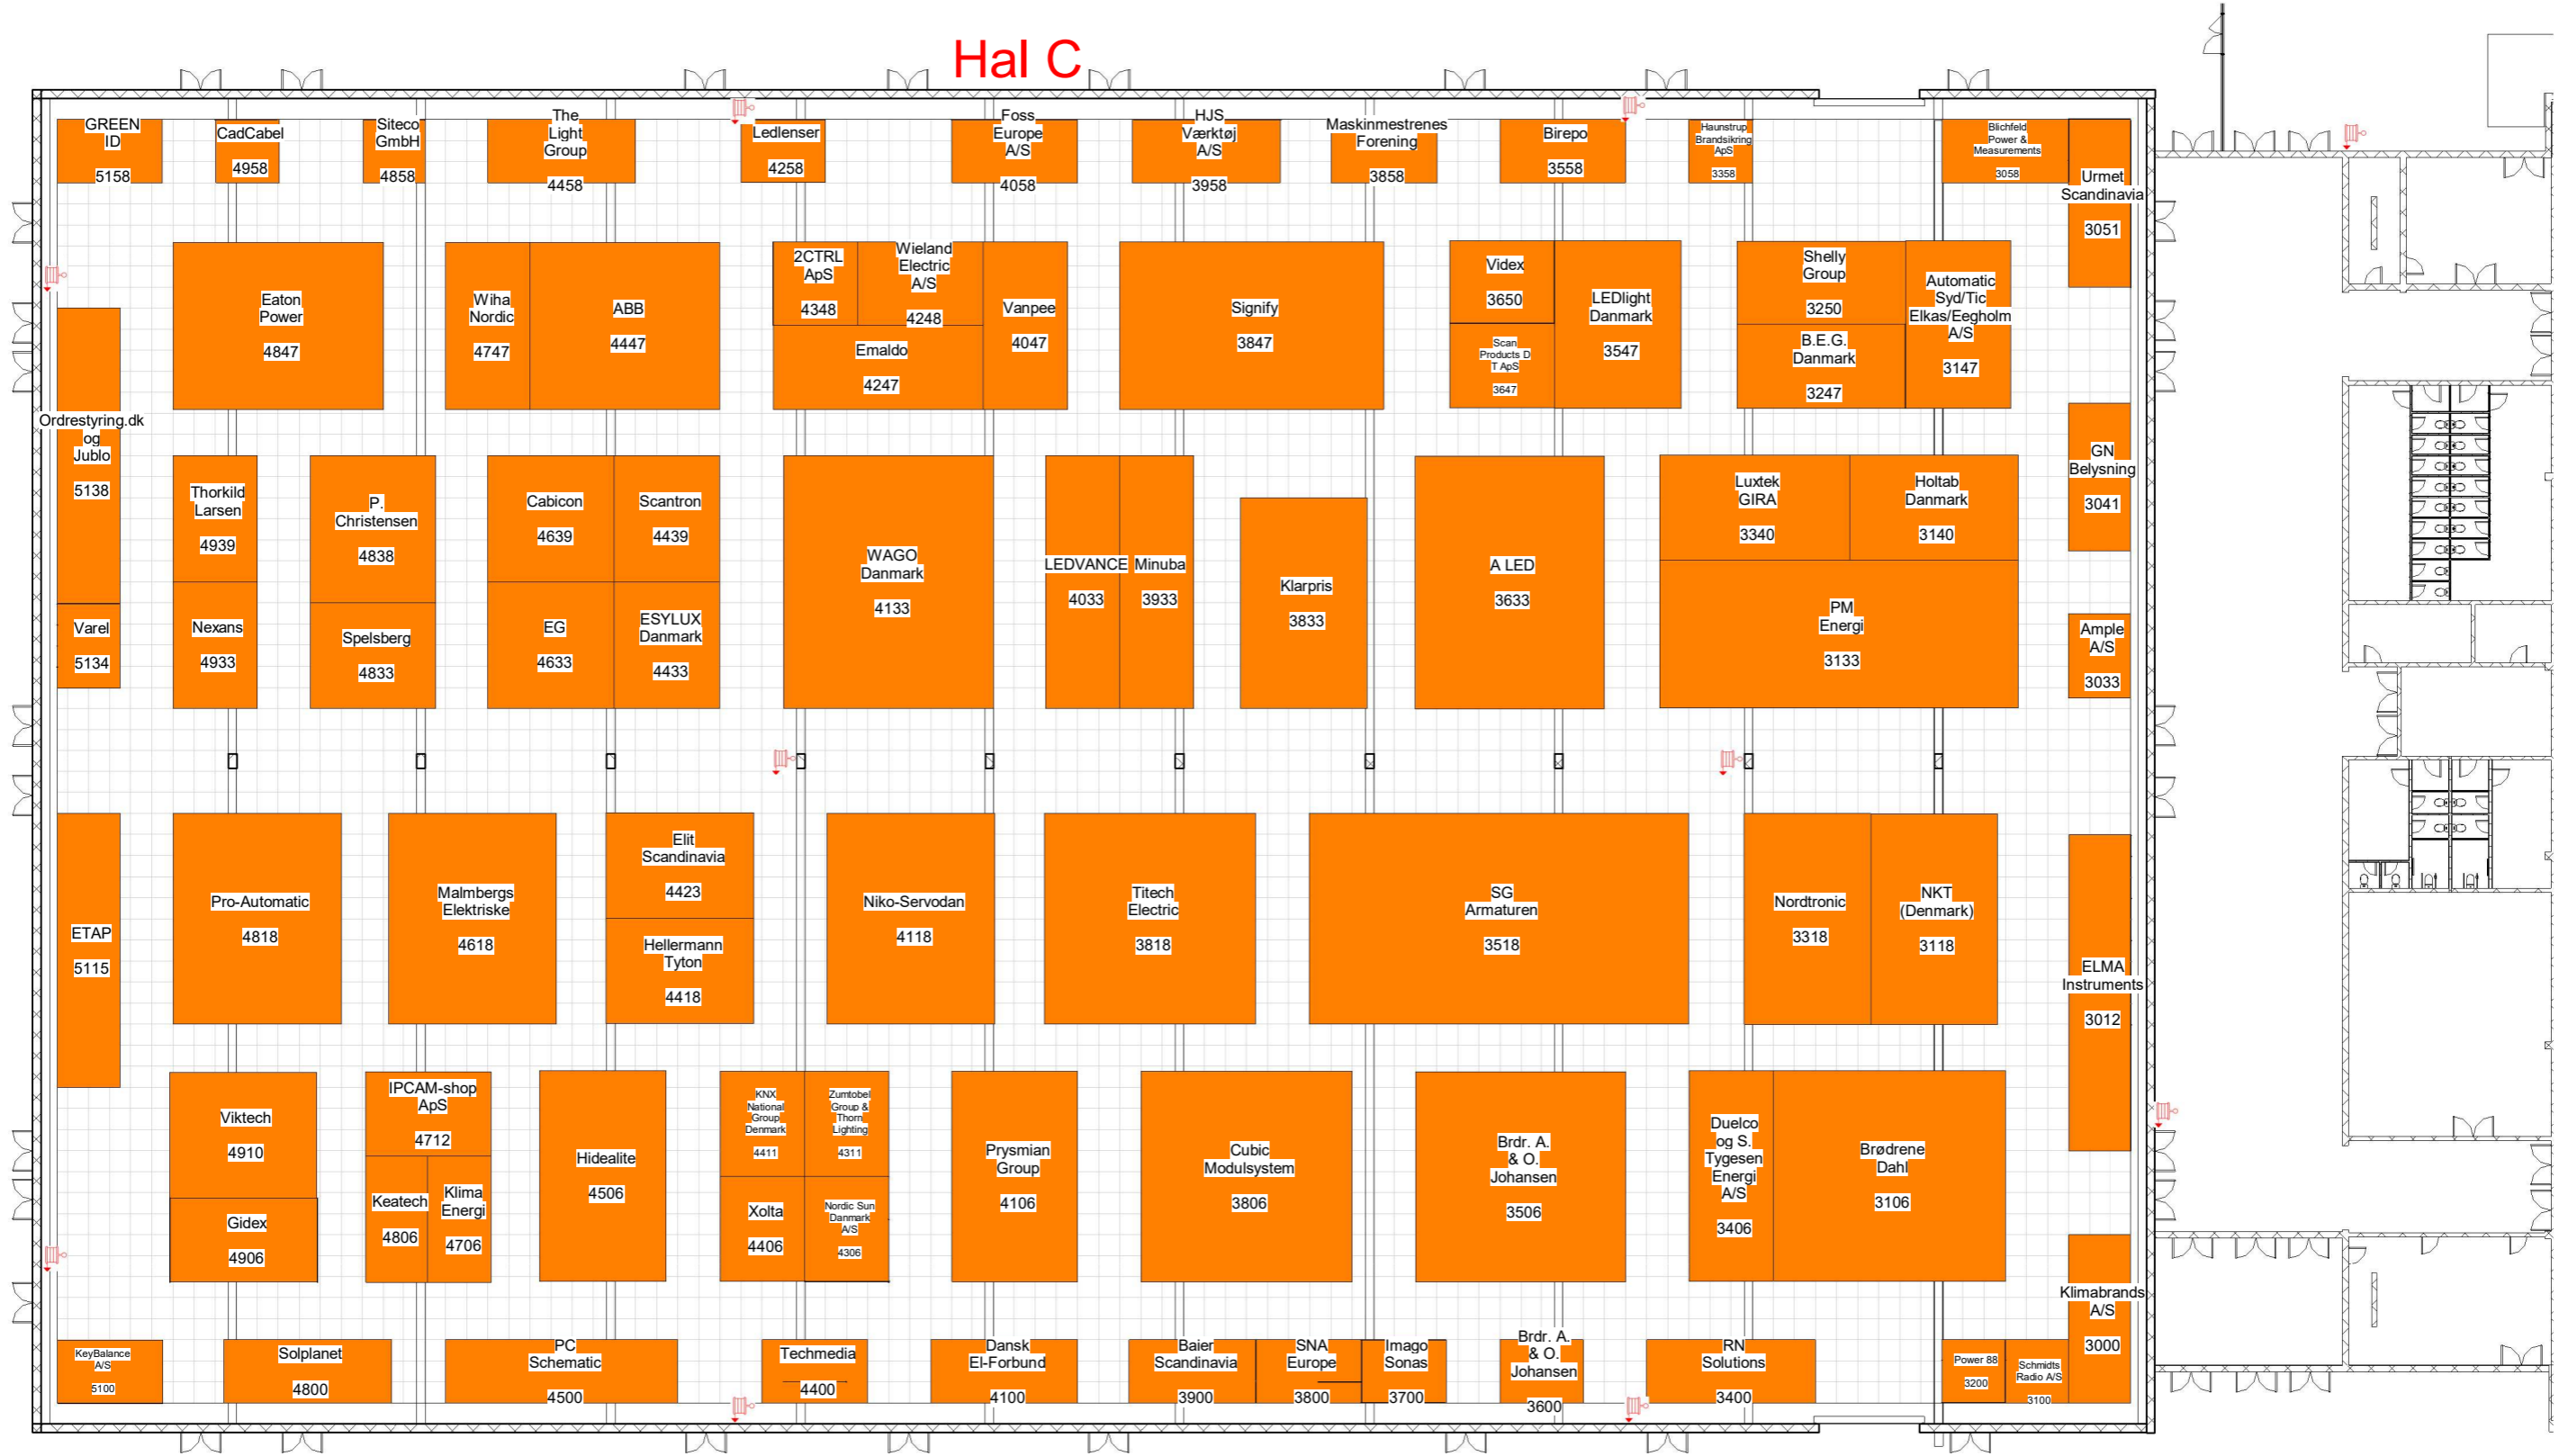 Hal C
GREEN
ID
5158
CadCabel
4958
Siteco
GmbH
4858
The
Light
Group
4458
Ledlenser
4258
Foss
Europe
A/S
4058
HJS
Værktøj
A/S
3958
Maskinmestrenes
Forening
3858
Birepo
3558
Haunstrup
Brandsikring
ApS
3358
Blichfeld
Power &
Measurements
3058
Urmet
Scandinavia
3051
Eaton
Power
4847
Wiha
Nordic
4747
ABB
4447
2CTRL
ApS
4348
Wieland
Electric
A/S
4248
Emaldo
4247
Vanpee
4047
Signify
3847
Videx
3650
Scan
Products D
T ApS
3647
LEDlight
Danmark
3547
Shelly
Group
3250
B.E.G.
Danmark
3247
Automatic
Syd/Tic
Elkas/Eegholm
A/S
3147
Ordrestyring.dk
og
Jublo
5138
Varel
5134
Thorkild
Larsen
4939
Nexans
4933
P.
Christensen
4838
Spelsberg
4833
Cabicon
4639
Scantron
4439
EG
4633
ESYLUX
Danmark
4433
WAGO
Danmark
4133
LEDVANCE
4033
Minuba
3933
Klarpris
3833
A LED
3633
Luxtek
GIRA
3340
Holtab
Danmark
3140
PM
Energi
3133
GN
Belysning
3041
Ample
A/S
3033
ETAP
5115
Pro-Automatic
4818
Malmbergs
Elektriske
4618
Elit
Scandinavia
4423
Hellermann
Tyton
4418
Niko-Servodan
4118
Titech
Electric
3818
SG
Armaturen
3518
Nordtronic
3318
NKT
(Denmark)
3118
ELMA
Instruments
3012
Viktech
4910
Gidex
4906
IPCAM-shop
ApS
4712
Keatech
4806
Klima
Energi
4706
Hidealite
4506
KNX
National
Group
Denmark
4411
Zumtobel
Group &
Thorn
Lighting
4311
Xolta
4406
Nordic Sun
Danmark
A/S
4306
Prysmian
Group
4106
Cubic
Modulsystem
3806
Brdr. A.
& O.
Johansen
3506
Duelco
og S.
Tygesen
Energi
A/S
3406
Brødrene
Dahl
3106
Klimabrands
A/S
3000
KeyBalance
A/S
5100
Solplanet
4800
PC
Schematic
4500
Techmedia
4400
Dansk
El-Forbund
4100
Baier
Scandinavia
3900
SNA
Europe
3800
Imago
Sonas
3700
Brdr. A.
& O.
Johansen
3600
RN
Solutions
3400
Power 88
3200
Schmidts
Radio A/S
3100